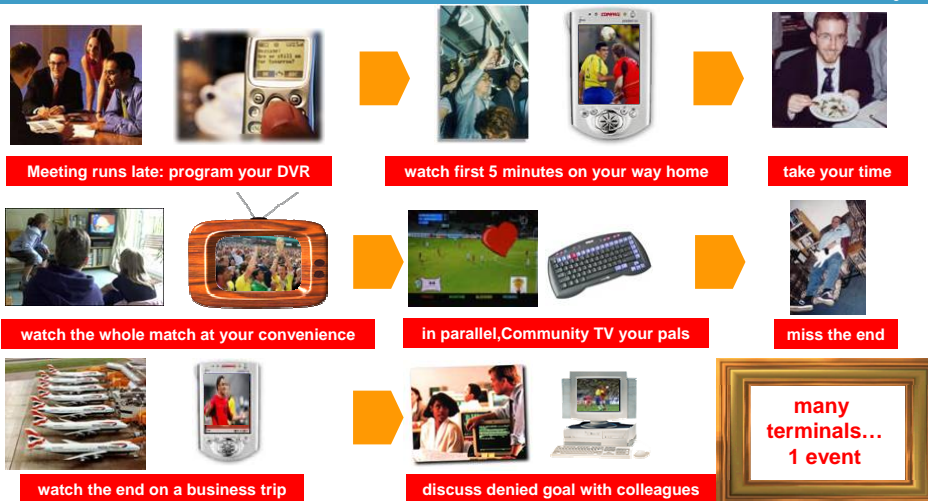 Meeting runs late: program your DVR
watch first 5 minutes on your way home
take your time
watch the whole match at your convenience
in parallel,Community TV your pals
miss the end
watch the end on a business trip
discuss denied goal with colleagues
many
terminals…
1 event